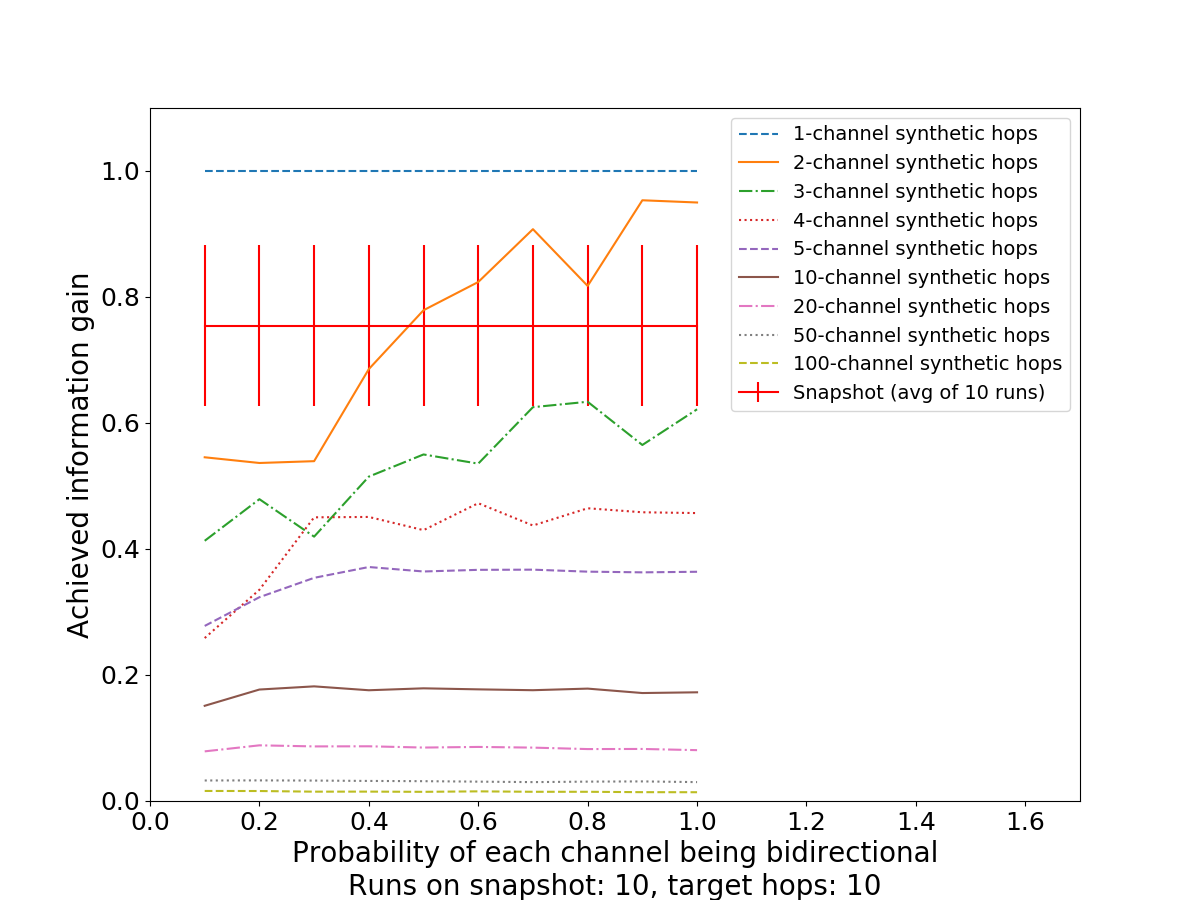 1-channel synthetic hops
2-channel synthetic hops
3-channel synthetic hops
4-channel synthetic hops
5-channel synthetic hops
10-channel synthetic hops
20-channel synthetic hops
50-channel synthetic hops
100-channel synthetic hops
Snapshot (avg of 10 runs)
Achieved information gain
1.0
0.8
0.6
0.4
0.2
0.0
0.0 0.2 0.4 0.6 0.8 1.0 1.2 1.4 1.6
Probability of each channel being bidirectional
Runs on snapshot: 10, target hops: 10